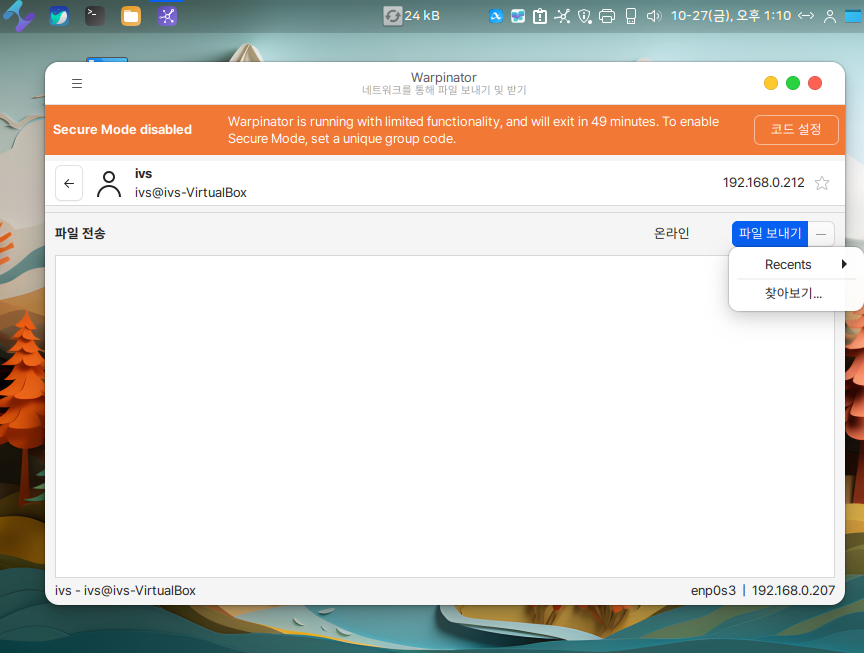 24 kB
10-27(금), 오후 1:10
Warpinator
네트워크를 통해 파일 보내기 및 받기
Secure Mode disabled
Warpinator is running with limited functionality, and will exit in 49 minutes. To enable
Secure Mode, set a unique group code.
코드 설정
ivs
ivs@ivs-VirtualBox
192.168.0.212
파일 전송
온라인
파일 보내기
Recents
찾아보기...
ivs - ivs@ivs-VirtualBox
enp0s3 | 192.168.0.207